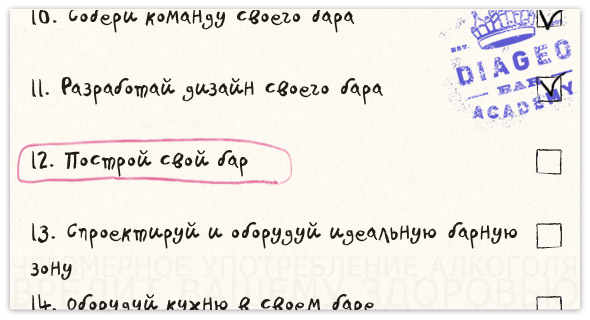 10. Собери команду своего бара
11. Разработай дизайн своего бара
DIAGEO
BAR
ACADEMY
12. Построй свой бар
13. Спроектируй и оборудуй идеальную барную
зону
ЧРЕЗМЕРНОЕ УПОТРЕБЛЕНИЕ АЛКОГОЛЯ
ВРЕДИТ ВАШЕМУ ЗДОРОВЬЮ
14. Оборудуй кухню в своем баре